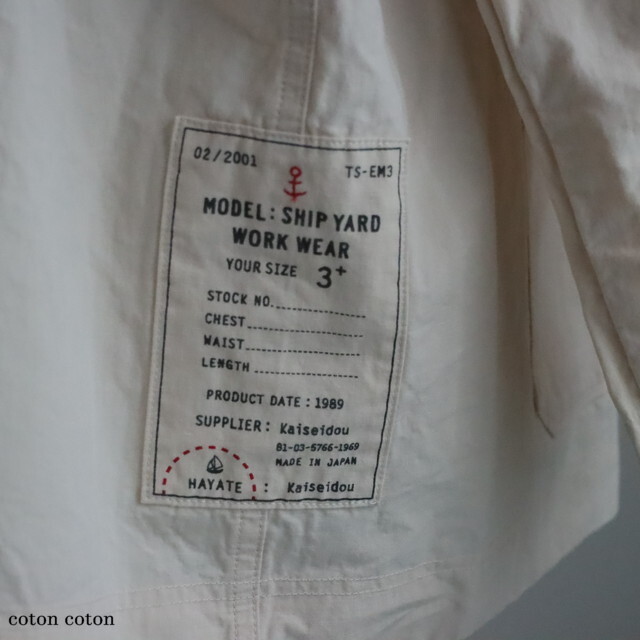 02/2001 TS-EM3
MODEL: SHIP YARD
WORK WEAR
YOUR SIZE 3+
STOCK NO.
CHEST
WAIST
LENGTH
PRODUCT DATE: 1989
SUPPLIER: Kaiseidou
81-03-5766-1969
MADE IN JAPAN
HAYATE : Kaiseidou
coton coton